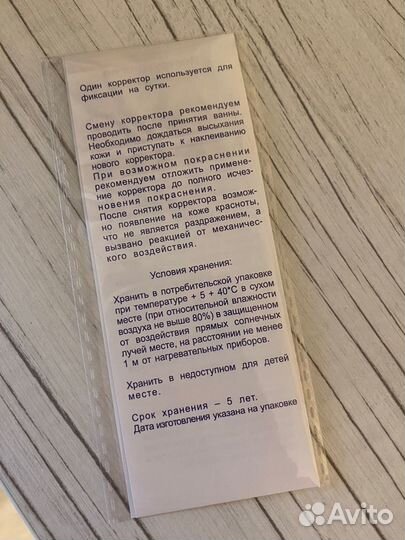 Один корректор используется для
фиксации на сутки.
Смену корректора рекомендуем
проводить после принятия ванны.
Необходимо дождаться высыхания
кожи и приступать к наклеиванию
нового корректора.
При возможном покраснении
рекомендуем отложить примене-
ние корректора до полного исчез-
новения покраснения.
После снятия корректора возмож-
но появление на коже красноты,
что не является раздражением, а
вызвано реакцией от механичес-
кого воздействия.
Условия хранения:
Хранить в потребительской упаковке
при температуре + 5 + 40°С в сухом
месте (при относительной влажности
воздуха не выше 80%) в защищенном
от воздействия прямых солнечных
лучей месте, на расстоянии не менее
1 м от нагревательных приборов.
Хранить в недоступном для детей
месте.
Срок хранения – 5 лет.
Дата изготовления указана на упаковке
Avito